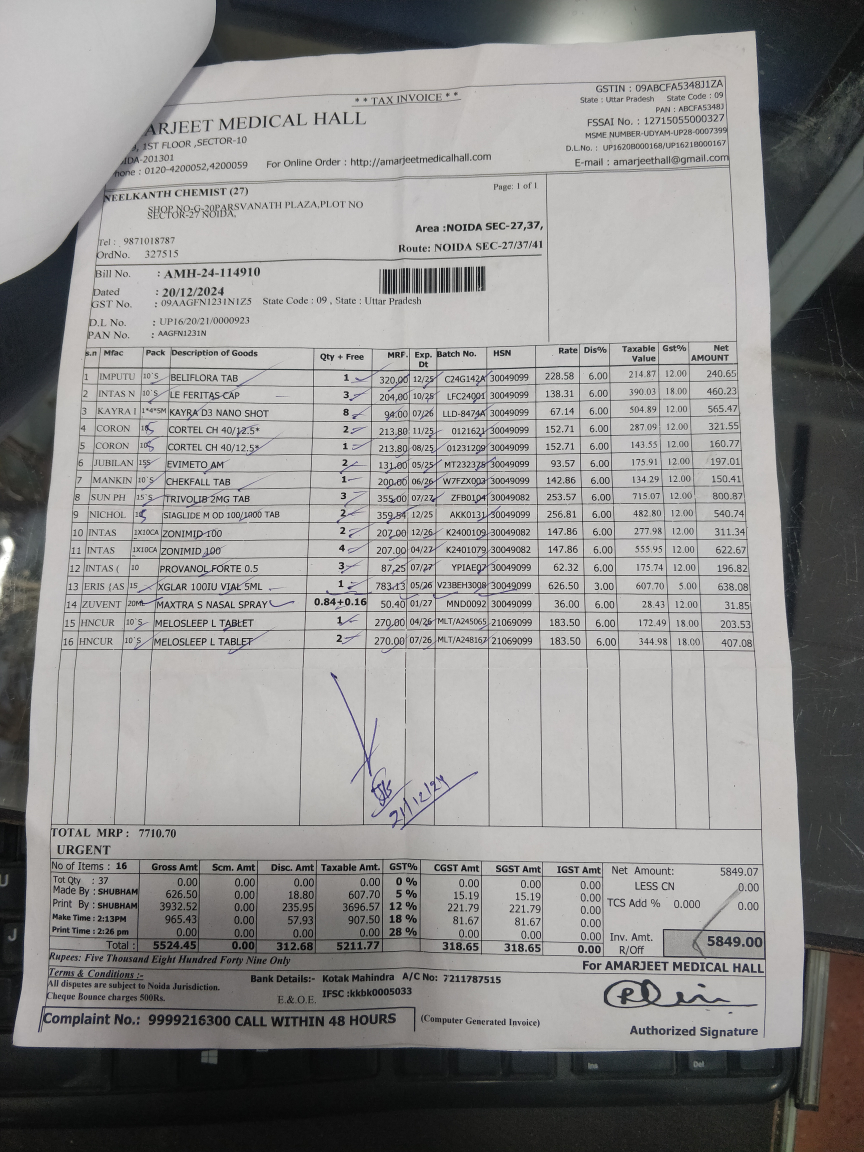 ** TAX INVOICE **
GSTIN : 09ABCFA5348J1ZA
State : Uttar Pradesh State Code : 09
PAN : ABCFA5348J
FSSAI No. : 12715055000327
MSME NUMBER-UDYAM-UP28-0007399
D.L.No. : UP1620B000168/UP1621B000167
E-mail : amarjeethall@gmail.com
ARJEET MEDICAL HALL
1ST FLOOR ,SECTOR-10
IDA-201301
hone : 0120-4200052,4200059 For Online Order : http://amarjeetmedicalhall.com
NEELKANTH CHEMIST (27) Page: 1 of 1
SHOP NO-G-20PARSVANATH PLAZA,PLOT NO
SECTOR-27 NOIDA,
Area :NOIDA SEC-27,37,
Tel : 9871018787
Route: NOIDA SEC-27/37/41
OrdNo. 327515
Bill No. : AMH-24-114910
Dated : 20/12/2024
GST No. : 09AAGFN1231N1Z5 State Code : 09 , State : Uttar Pradesh
D.L No. : UP16/20/21/0000923
PAN No. : AAGFN1231N
s.n Mfac Pack Description of Goods Qty + Free MRF. Exp. Dt Batch No. HSN Rate Dis% Taxable Value Gst% Net AMOUNT
1 IMPUTU 10`S BELIFLORA TAB 1 320.00 12/25 C24G142A 30049099 228.58 6.00 214.87 12.00 240.65
2 INTAS N 10`S LE FERITAS CAP 3 204.00 10/25 LFC24001 30049099 138.31 6.00 390.03 18.00 460.23
3 KAYRA I 1*4*5M KAYRA D3 NANO SHOT 8 94.00 07/26 LLD-8474A 30049099 67.14 6.00 504.89 12.00 565.47
4 CORON CORTEL CH 40/12.5* 2 213.80 11/25 0121621 30049099 152.71 6.00 287.09 12.00 321.55
5 CORON CORTEL CH 40/12.5* 1 213.80 08/25 01231209 30049099 152.71 6.00 143.55 12.00 160.77
6 JUBILAN 15S EVIMETO AM 2 131.00 05/25 MT232375 30049099 93.57 6.00 175.91 12.00 197.01
7 MANKIN 10`S CHEKFALL TAB 1 200.00 06/26 W7FZX003 30049099 142.86 6.00 134.29 12.00 150.41
8 SUN PH 15`S TRIVOLIB 2MG TAB 3 355.00 07/27 ZFB0104 30049082 253.57 6.00 715.07 12.00 800.87
9 NICHOL SIAGLIDE M OD 100/1000 TAB 2 359.54 12/25 AKK0131 30049099 256.81 6.00 482.80 12.00 540.74
10 INTAS 1X10CA ZONIMID 100 2 207.00 12/26 K2400109 30049082 147.86 6.00 277.98 12.00 311.34
11 INTAS 1X10CA ZONIMID 100 4 207.00 04/27 K2401079 30049082 147.86 6.00 555.95 12.00 622.67
12 INTAS ( 10 PROVANOL FORTE 0.5 3 87.25 07/27 YPIAE07 30049099 62.32 6.00 175.74 12.00 196.82
13 ERIS (AS 1S XGLAR 100IU VIAL 5ML 1 783.13 05/26 V23BEH3008 30049099 626.50 3.00 607.70 5.00 638.08
14 ZUVENT 20ML MAXTRA S NASAL SPRAY 0.84+0.16 50.40 01/27 MND0092 30049099 36.00 6.00 28.43 12.00 31.85
15 HNCUR 10`S MELOSLEEP L TABLET 1 270.00 04/26 MLT/A245065 21069099 183.50 6.00 172.49 18.00 203.53
16 HNCUR 10`S MELOSLEEP L TABLET 2 270.00 07/26 MLT/A248167 21069099 183.50 6.00 344.98 18.00 407.08
21/12/24
TOTAL MRP : 7710.70
URGENT
No of Items : 16 Gross Amt Scm. Amt Disc. Amt Taxable Amt. GST% CGST Amt SGST Amt IGST Amt Net Amount: 5849.07
Tot Qty : 37 0.00 0.00 0.00 0.00 0 % 0.00 0.00 0.00 LESS CN 0.00
Made By : SHUBHAM 626.50 0.00 18.80 607.70 5 % 15.19 15.19 0.00 TCS Add % 0.000 0.00
Print By : SHUBHAM 3932.52 0.00 235.95 3696.57 12 % 221.79 221.79 0.00
Make Time : 2:13PM 965.43 0.00 57.93 907.50 18 % 81.67 81.67 0.00
Print Time : 2:26 pm 0.00 0.00 0.00 0.00 28 % 0.00 0.00 0.00
Inv. Amt. R/Off 5849.00
Total : 5524.45 0.00 312.68 5211.77 318.65 318.65 0.00
Rupees: Five Thousand Eight Hundred Forty Nine Only
For AMARJEET MEDICAL HALL
Terms & Conditions :-
All disputes are subject to Noida Jurisdiction.
Cheque Bounce charges 500Rs.
Bank Details:- Kotak Mahindra A/C No: 7211787515
E.& O.E. IFSC :kkbk0005033
Complaint No.: 9999216300 CALL WITHIN 48 HOURS
(Computer Generated Invoice)
Authorized Signature
U
J
Ins
Del